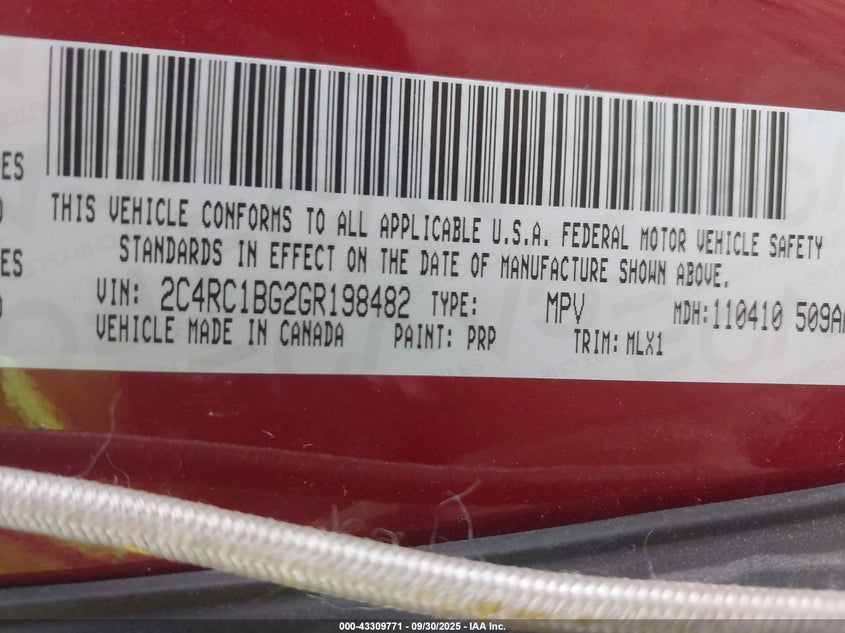 ES
ES
THIS VEHICLE CONFORMS TO ALL APPLICABLE U.S.A. FEDERAL MOTOR VEHICLE SAFETY
STANDARDS IN EFFECT ON THE DATE OF MANUFACTURE SHOWN ABOVE.
VIN: 2C4RC1BG2GR198482 TYPE: MPV MDH:110410 509A
VEHICLE MADE IN CANADA PAINT: PRP TRIM: MLX1
000-43309771 - 09/30/2025 - IAA Inc.